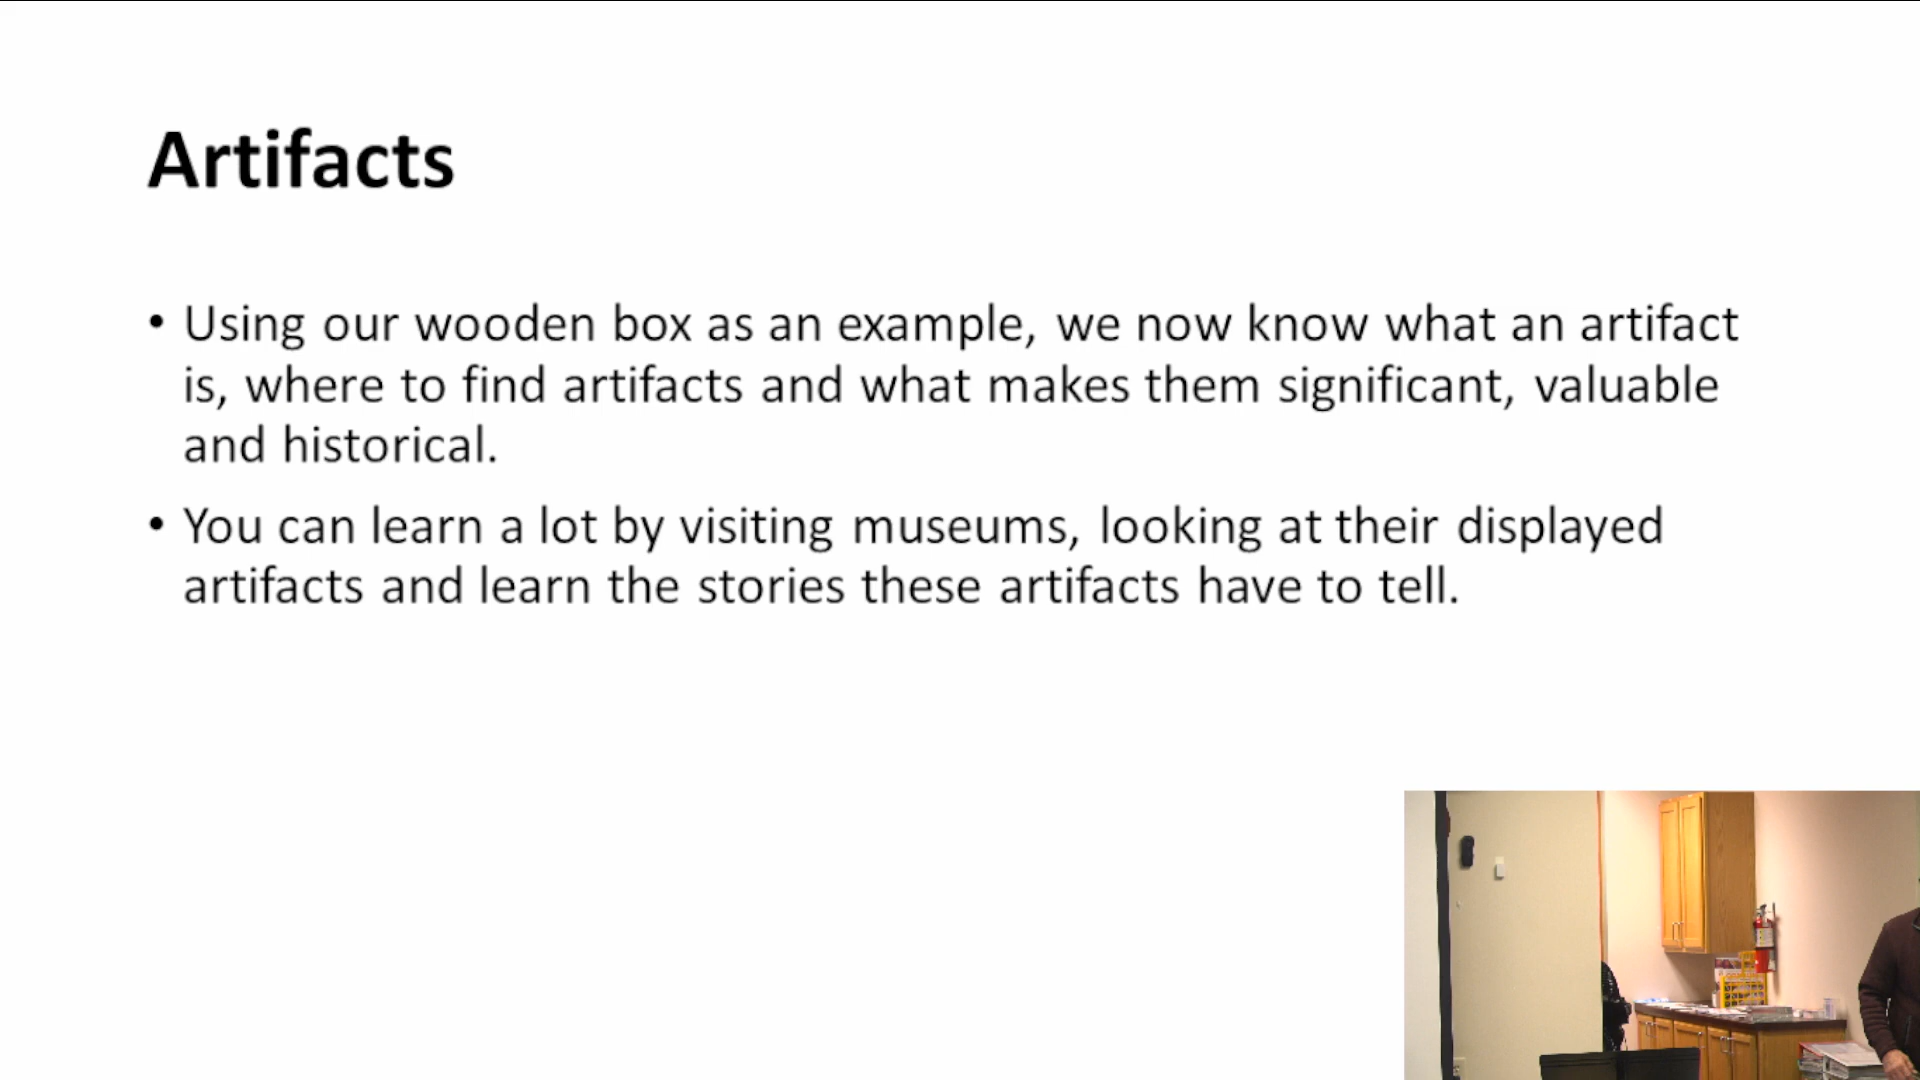 Artifacts
• Using our wooden box as an example, we now know what an artifact
is, where to find artifacts and what makes them significant, valuable
and historical.
• You can learn a lot by visiting museums, looking at their displayed
artifacts and learn the stories these artifacts have to tell.